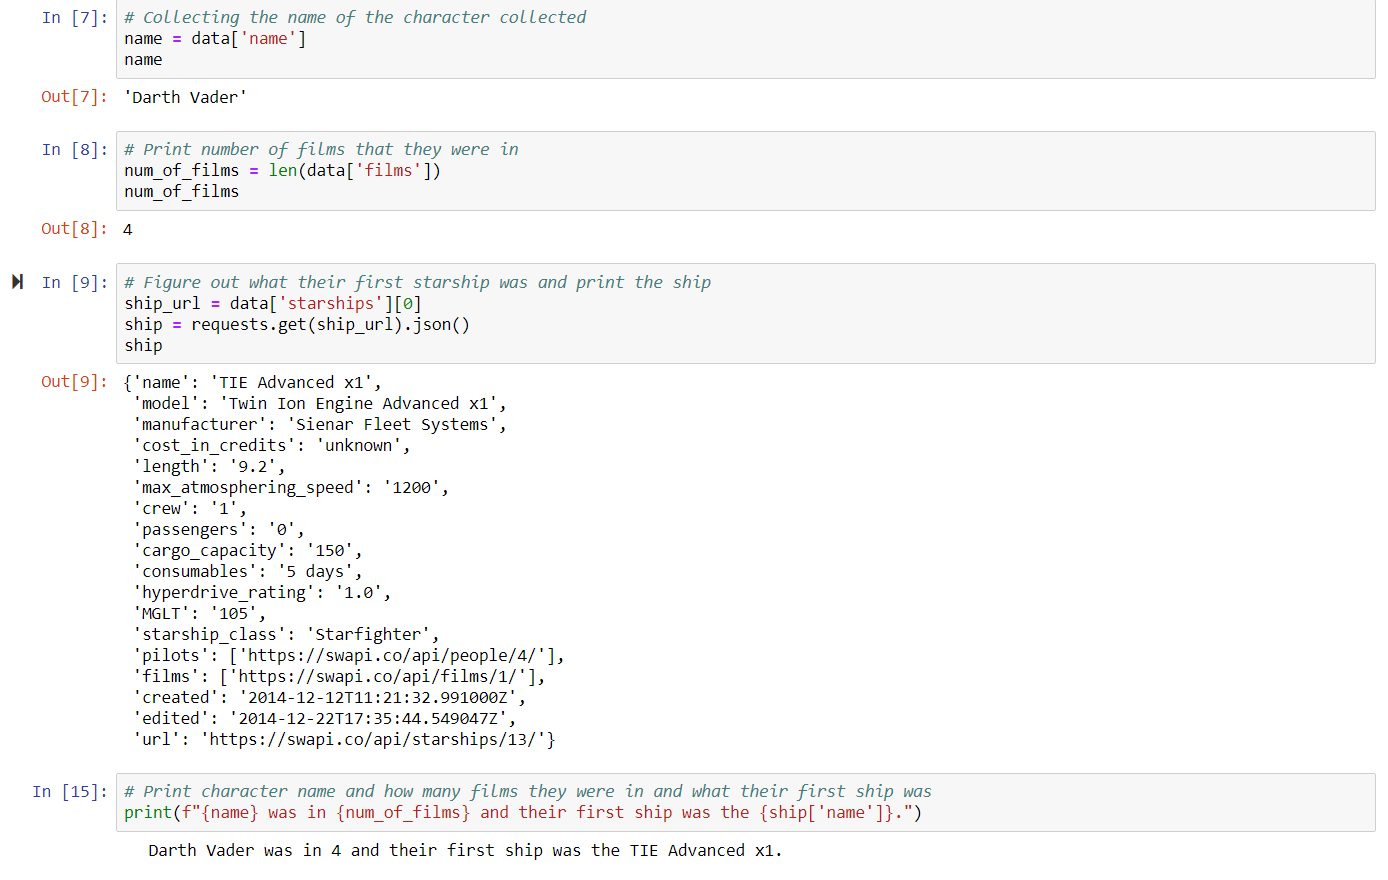 In [7]: # Collecting the name of the character collected
name = data['name']
name
Out[7]: 'Darth Vader'
In [8]: # Print number of films that they were in
num_of_films = len(data['films'])
num_of_films
Out[8]: 4
In [9]: # Figure out what their first starship was and print the ship
ship_url = data['starships'][0]
ship = requests.get(ship_url).json()
ship
Out[9]: {'name': 'TIE Advanced x1',
'model': 'Twin Ion Engine Advanced x1',
'manufacturer': 'Sienar Fleet Systems',
'cost_in_credits': 'unknown',
'length': '9.2',
'max_atmosphering_speed': '1200',
'crew': '1',
'passengers': '0',
'cargo_capacity': '150',
'consumables': '5 days',
'hyperdrive_rating': '1.0',
'MGLT': '105',
'starship_class': 'Starfighter',
'pilots': ['https://swapi.co/api/people/4/'],
'films': ['https://swapi.co/api/films/1/'],
'created': '2014-12-12T11:21:32.991000Z',
'edited': '2014-12-22T17:35:44.549047Z',
'url': 'https://swapi.co/api/starships/13/'}
In [15]: # Print character name and how many films they were in and what their first ship was
print(f"{name} was in {num_of_films} and their first ship was the {ship['name']}.")
Darth Vader was in 4 and their first ship was the TIE Advanced x1.